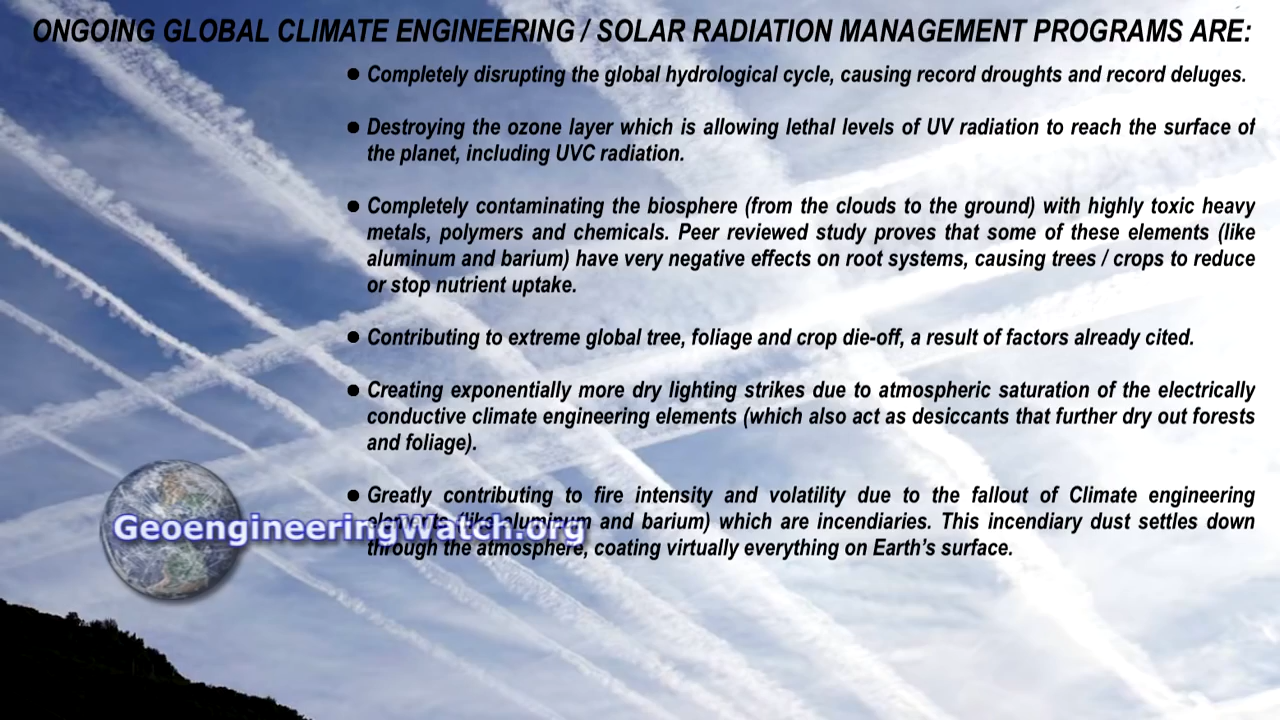 ONGOING GLOBAL CLIMATE ENGINEERING / SOLAR RADIATION MANAGEMENT PROGRAMS ARE:
● Completely disrupting the global hydrological cycle, causing record droughts and record deluges.
● Destroying the ozone layer which is allowing lethal levels of UV radiation to reach the surface of
the planet, including UVC radiation.
● Completely contaminating the biosphere (from the clouds to the ground) with highly toxic heavy
metals, polymers and chemicals. Peer reviewed study proves that some of these elements (like
aluminum and barium) have very negative effects on root systems, causing trees / crops to reduce
or stop nutrient uptake.
● Contributing to extreme global tree, foliage and crop die-off, a result of factors already cited.
● Creating exponentially more dry lighting strikes due to atmospheric saturation of the electrically
conductive climate engineering elements (which also act as desiccants that further dry out forests
and foliage).
● Greatly contributing to fire intensity and volatility due to the fallout of Climate engineering
elements (like aluminum and barium) which are incendiaries. This incendiary dust settles down
through the atmosphere, coating virtually everything on Earth's surface.
GeoengineeringWatch.org